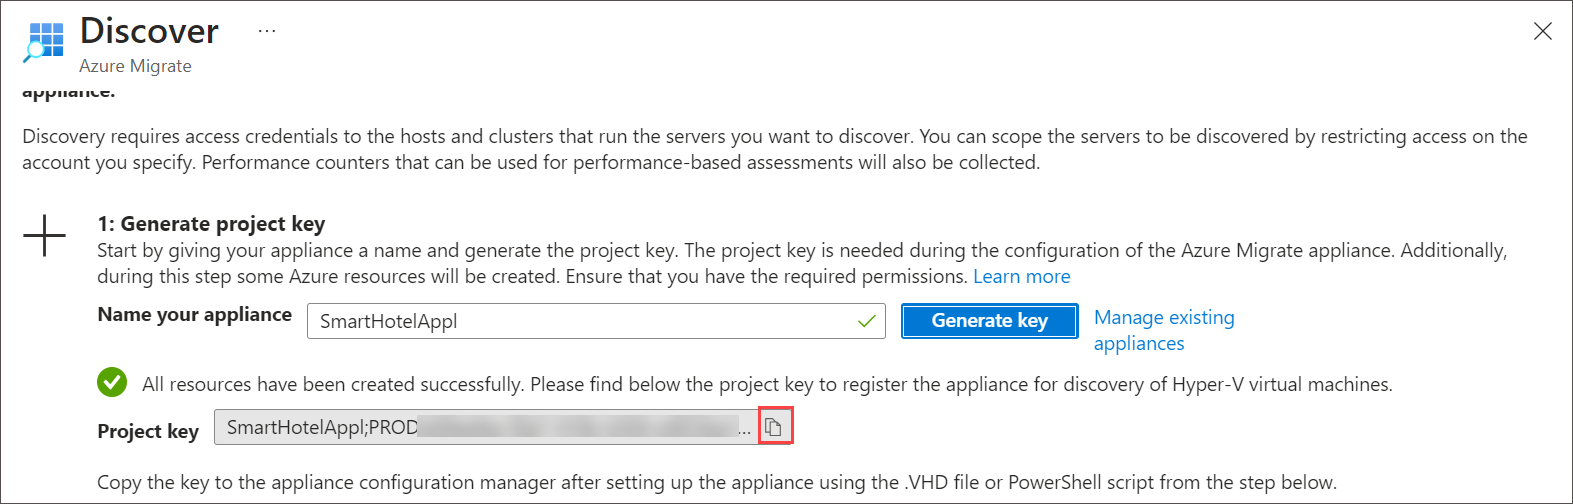 Discover
...
Azure Migrate
appliance.
Discovery requires access credentials to the hosts and clusters that run the servers you want to discover. You can scope the servers to be discovered by restricting access on the
account you specify. Performance counters that can be used for performance-based assessments will also be collected.
1: Generate project key
Start by giving your appliance a name and generate the project key. The project key is needed during the configuration of the Azure Migrate appliance. Additionally,
during this step some Azure resources will be created. Ensure that you have the required permissions. Learn more
Name your appliance
SmartHotelAppl
Generate key
Manage existing
appliances
All resources have been created successfully. Please find below the project key to register the appliance for discovery of Hyper-V virtual machines.
Project key
SmartHotelAppl;PROD ...
Copy the key to the appliance configuration manager after setting up the appliance using the .VHD file or PowerShell script from the step below.